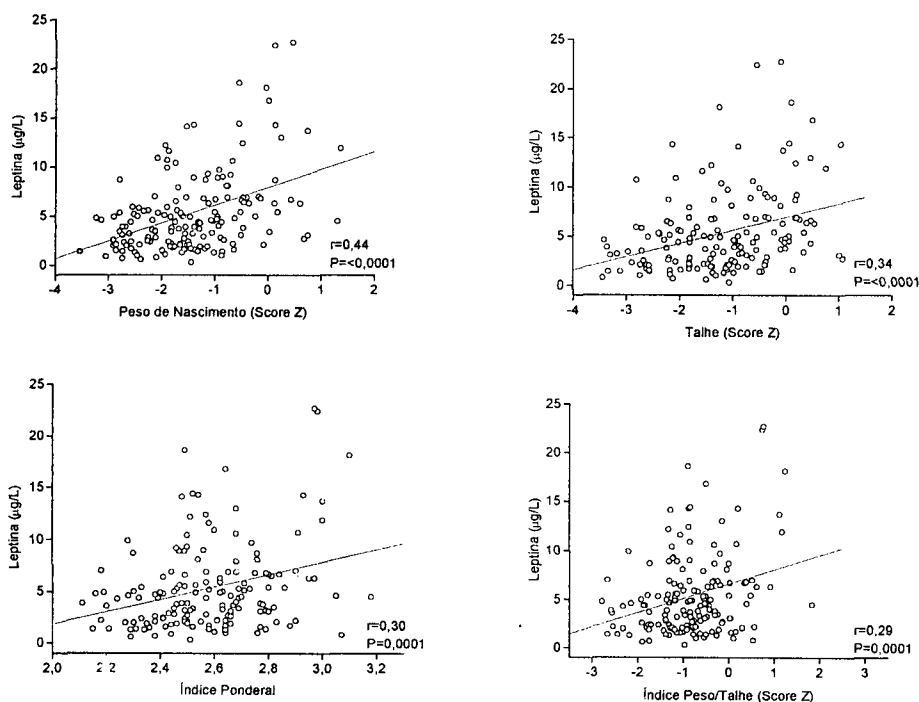 25
20
15
10
5
0
Leptina (µg/L)
r=0,44
P=<0,0001
-4 -3 -2 -1 0 1 2
Peso de Nascimento (Score Z)
25
20
15
10
5
0
Leptina (µg/L)
r=0,34
P=<0,0001
-4 -3 -2 -1 0 1 2
Talhe (Score Z)
25
20
15
10
5
0
Leptina (µg/L)
r=0,30
P=0,0001
2,0 2,2 2,4 2,6 2,8 3,0 3,2
Índice Ponderal
25
20
15
10
5
0
Leptina (µg/L)
r=0,29
P=0,0001
-3 -2 -1 0 1 2 3
Índice Peso/Talhe (Score Z)